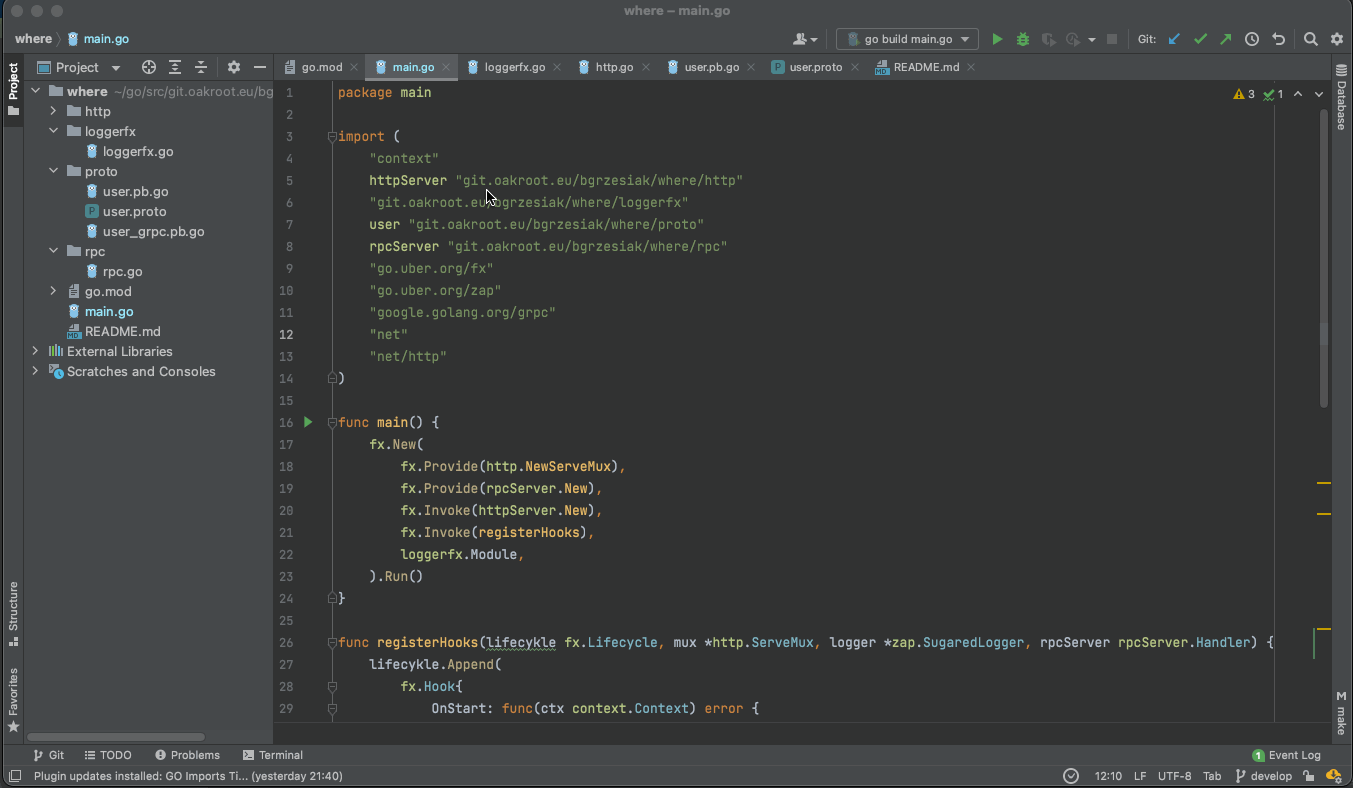 where – main.go
where main.go go build main.go Git:
Project go.mod main.go loggerfx.go http.go user.pb.go user.proto README.md
Project
Structure
Favorites
where ~/go/src/git.oakroot.eu/bg
http
loggerfx
loggerfx.go
proto
user.pb.go
P user.proto
user_grpc.pb.go
rpc
rpc.go
go.mod
main.go
MD README.md
External Libraries
Scratches and Consoles
3 1
1 package main
2
3 import (
4 "context"
5 httpServer "git.oakroot.eu/bgrzesiak/where/http"
6 "git.oakroot.eu/bgrzesiak/where/loggerfx"
7 user "git.oakroot.eu/bgrzesiak/where/proto"
8 rpcServer "git.oakroot.eu/bgrzesiak/where/rpc"
9 "go.uber.org/fx"
10 "go.uber.org/zap"
11 "google.golang.org/grpc"
12 "net"
13 "net/http"
14 )
15
16 func main() {
17 fx.New(
18 fx.Provide(http.NewServeMux),
19 fx.Provide(rpcServer.New),
20 fx.Invoke(httpServer.New),
21 fx.Invoke(registerHooks),
22 loggerfx.Module,
23 ).Run()
24 }
25
26 func registerHooks(lifecykle fx.Lifecycle, mux *http.ServeMux, logger *zap.SugaredLogger, rpcServer rpcServer.Handler) {
27 lifecykle.Append(
28 fx.Hook{
29 OnStart: func(ctx context.Context) error {
Database
M make
Git TODO Problems Terminal 1 Event Log
Plugin updates installed: GO Imports Ti... (yesterday 21:40) 12:10 LF UTF-8 Tab develop